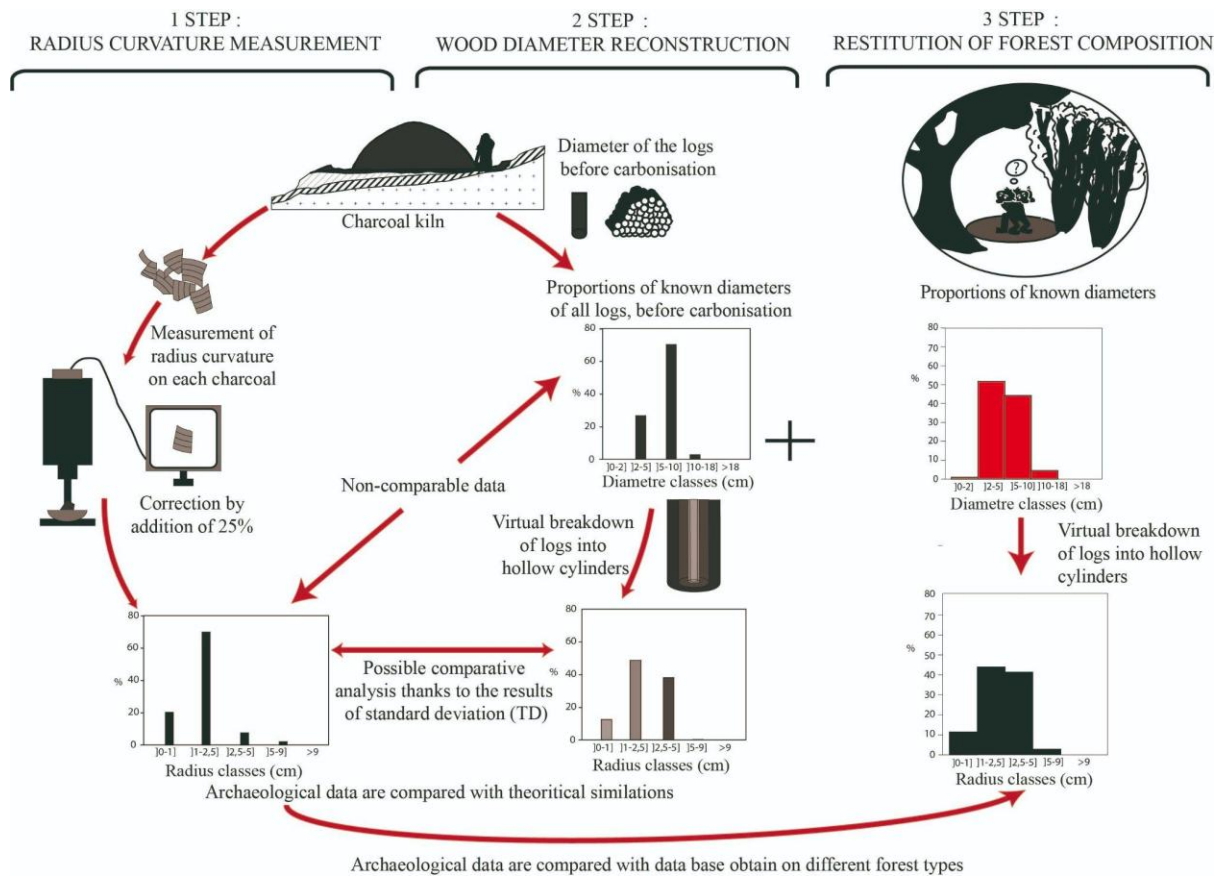 1 STEP :
RADIUS CURVATURE MEASUREMENT
2 STEP :
WOOD DIAMETER RECONSTRUCTION
3 STEP :
RESTITUTION OF FOREST COMPOSITION
Charcoal kiln
Diameter of the logs
before carbonisation
?
Measurement of
radius curvature
on each charcoal
Correction by
addition of 25%
Proportions of known diameters
of all logs, before carbonisation
80
60
%
40
20
0
]0-2] ]2-5] ]5-10] ]10-18] >18
Diametre classes (cm)
Proportions of known diameters
80
70
60
%
50
40
30
20
10
0
]0-2] ]2-5] ]5-10] ]10-18] >18
Diametre classes (cm)
Non-comparable data
Virtual breakdown
of logs into
hollow cylinders
Virtual breakdown
of logs into hollow
cylinders
80
60
%
40
20
0
]0-1] ]1-2,5] ]2,5-5] ]5-9] >9
Radius classes (cm)
Possible comparative
analysis thanks to the results
of standard deviation (TD)
80
60
%
40
20
0
]0-1] ]1-2,5] ]2,5-5] ]5-9] >9
Radius classes (cm)
80
70
60
%
50
40
30
20
10
0
]0-1] ]1-2,5] ]2,5-5] ]5-9] >9
Radius classes (cm)
Archaeological data are compared with theoritical similations
Archaeological data are compared with data base obtain on different forest types